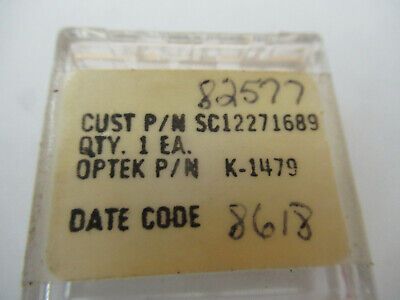 82577
CUST P/N SC12271689
QTY. 1 EA.
OPTEK P/N K-1479
DATE CODE 8618